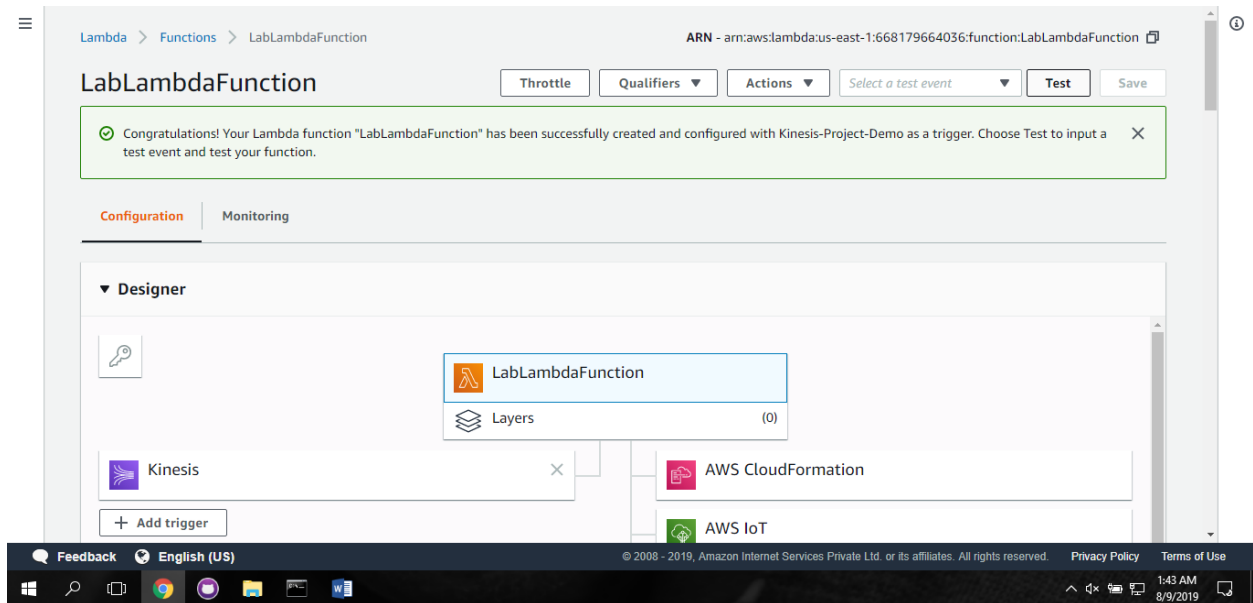 Lambda > Functions > LabLambdaFunction
ARN - arn:aws:lambda:us-east-1:668179664036:function:LabLambdaFunction
LabLambdaFunction
Throttle
Qualifiers
Actions
Select a test event
Test
Save
Congratulations! Your Lambda function "LabLambdaFunction" has been successfully created and configured with Kinesis-Project-Demo as a trigger. Choose Test to input a
test event and test your function.
Configuration
Monitoring
Designer
LabLambdaFunction
Layers (0)
Kinesis
AWS CloudFormation
+ Add trigger
AWS IoT
Feedback
English (US)
© 2008 - 2019, Amazon Internet Services Private Ltd. or its affiliates. All rights reserved.
Privacy Policy
Terms of Use
1:43 AM
8/9/2019